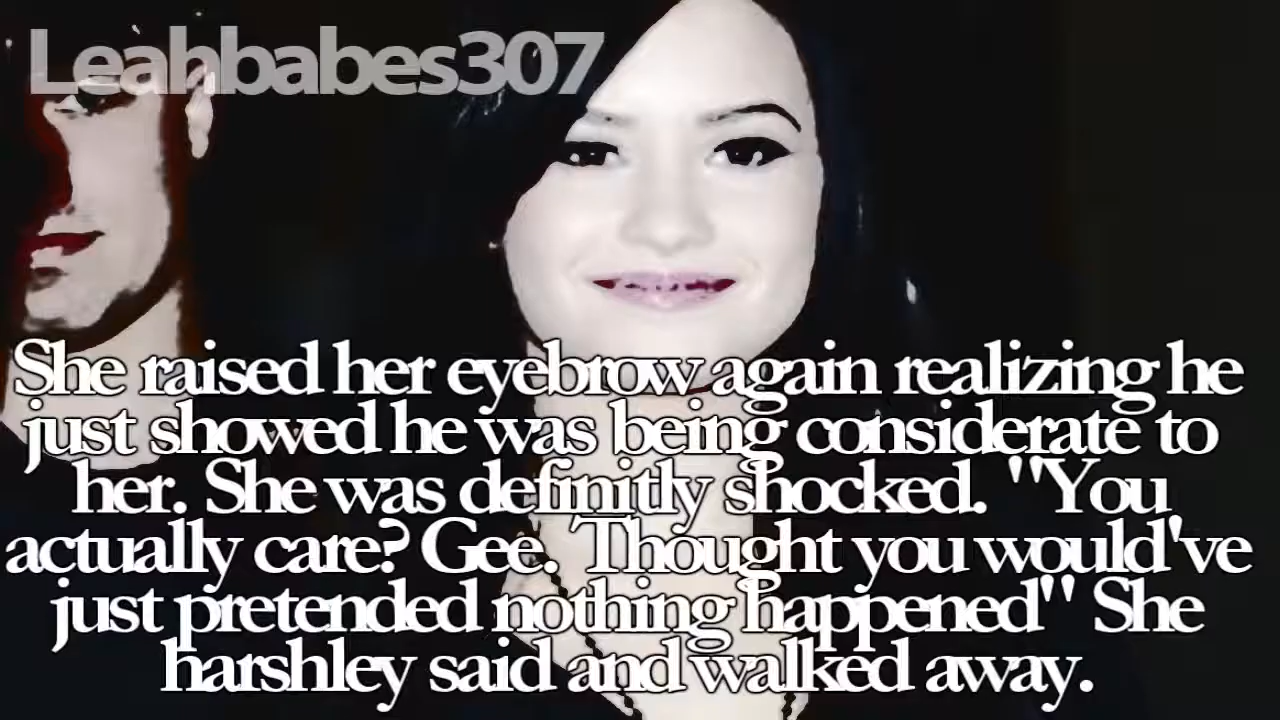 Leahbabes307
She raised her eyebrow again realizing he
just showed he was being considerate to
her. She was definitly shocked. "You
actually care? Gee. Thought you would've
just pretended nothing happened" She
harshley said and walked away.